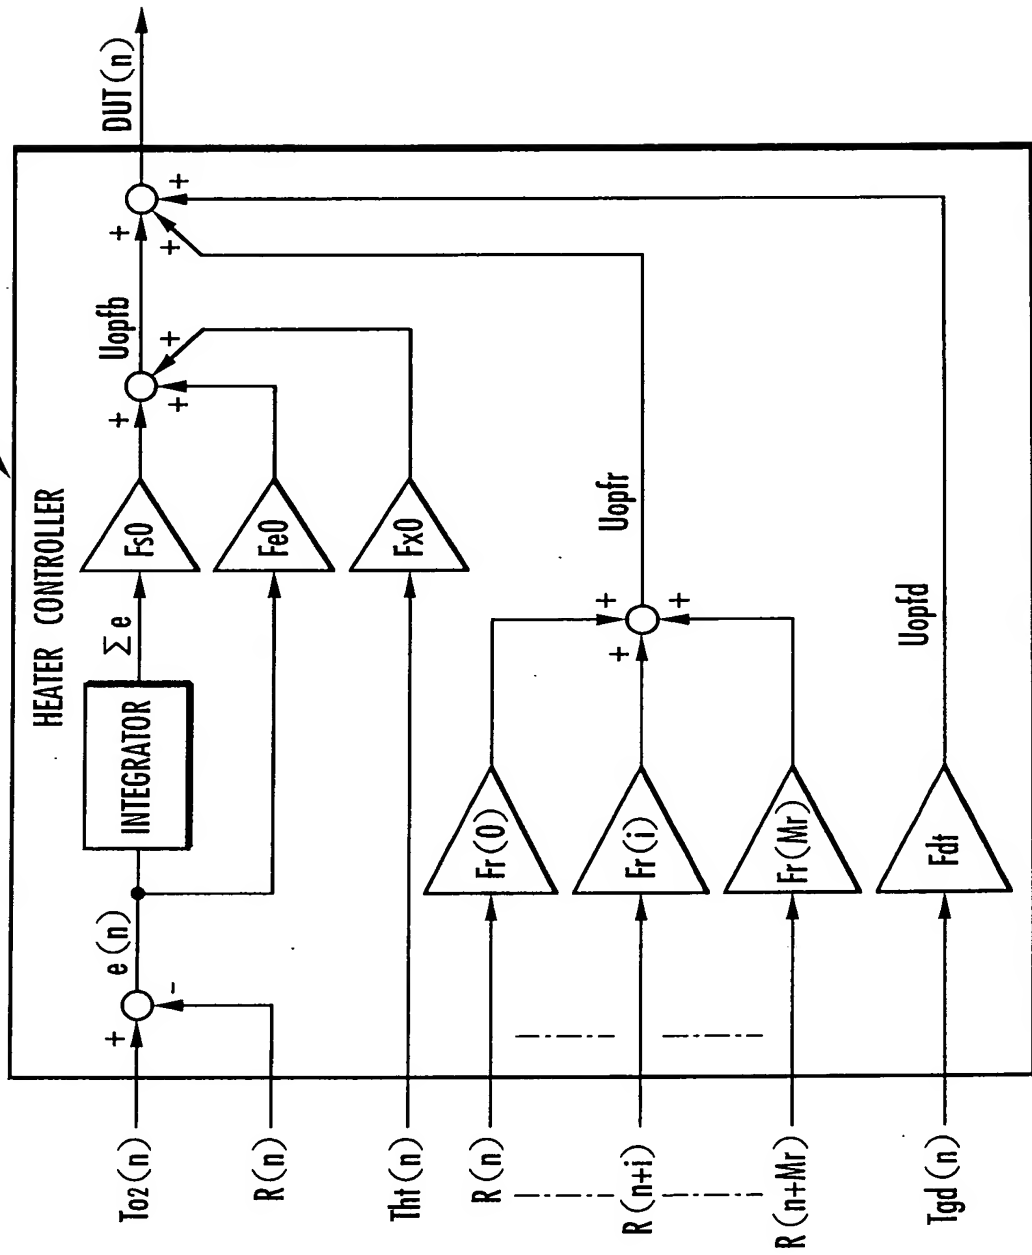 HEATER CONTROLLER
To2(n)
+
-
e(n)
INTEGRATOR
Σe
Fs0
+
+
+
Uopfb
+
+
+
DUT(n)
R(n)
Fe0
Tht(n)
Fx0
R(n)
Fr(0)
+
R(n+i)
Fr(i)
+
Uopfr
R(n+Mr)
Fr(Mr)
+
Tgd(n)
Fdt
Uopfd